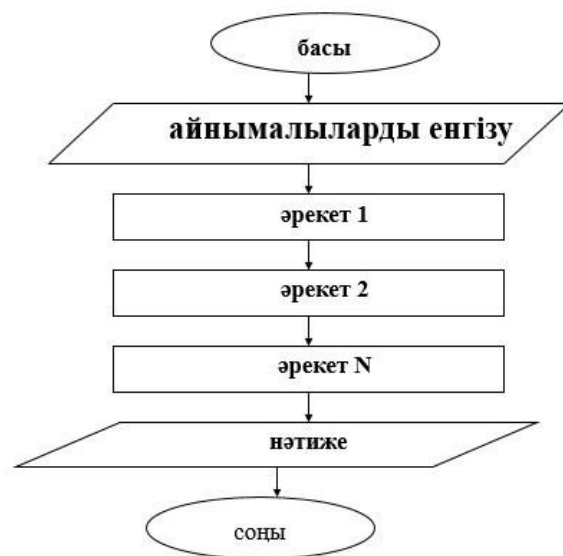 басы
айнымалыларды енгізу
әрекет 1
әрекет 2
әрекет N
нәтиже
соңы